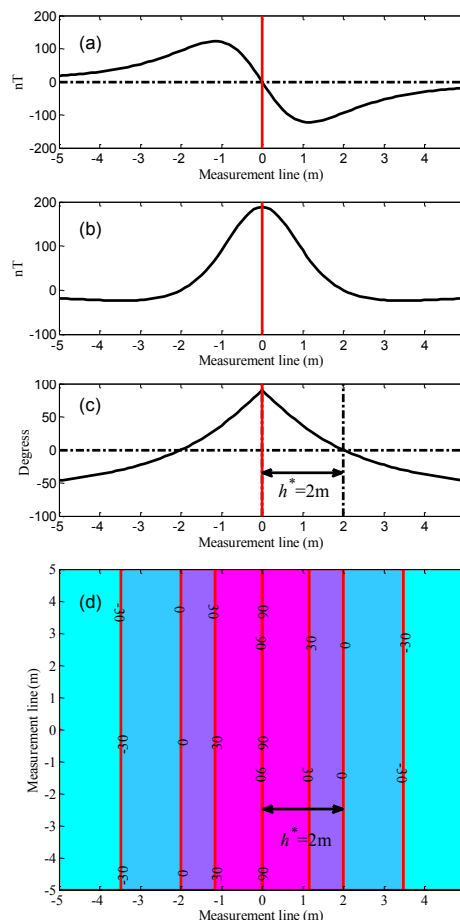 (a)
nT
200
100
0
-100
-200
-5 -4 -3 -2 -1 0 1 2 3 4 5
Measurement line (m)
(b)
nT
200
100
0
-100
-5 -4 -3 -2 -1 0 1 2 3 4
Measurement line (m)
(c)
Degress
100
50
0
-50
-100
h*=2m
-5 -4 -3 -2 -1 0 1 2 3 4
Measurement line (m)
(d)
Measurement line (m)
5
4
3
2
1
0
-1
-2
-3
-4
-5
-30 0 30 90
90 30 0 -30
-30 0 30 90
90 30 0 -30
h*=2m
-30 0 30 90
-5 -4 -3 -2 -1 0 1 2 3 4
Measurement line (m)